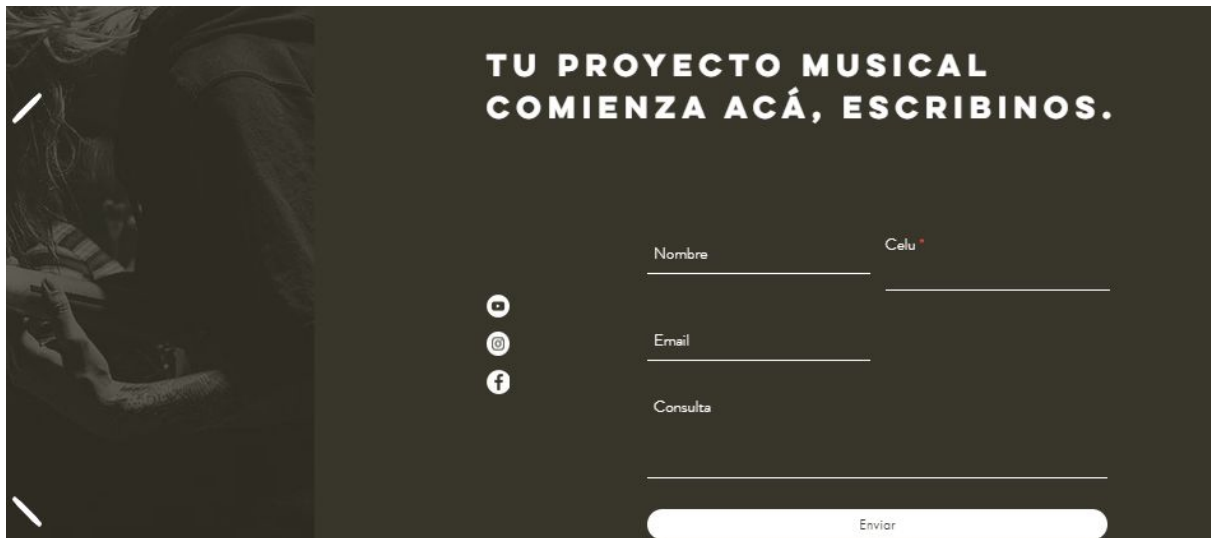 TU PROYECTO MUSICAL
COMIENZA ACÁ, ESCRIBINOS.
Nombre
Celu *
Email
Consulta
Enviar